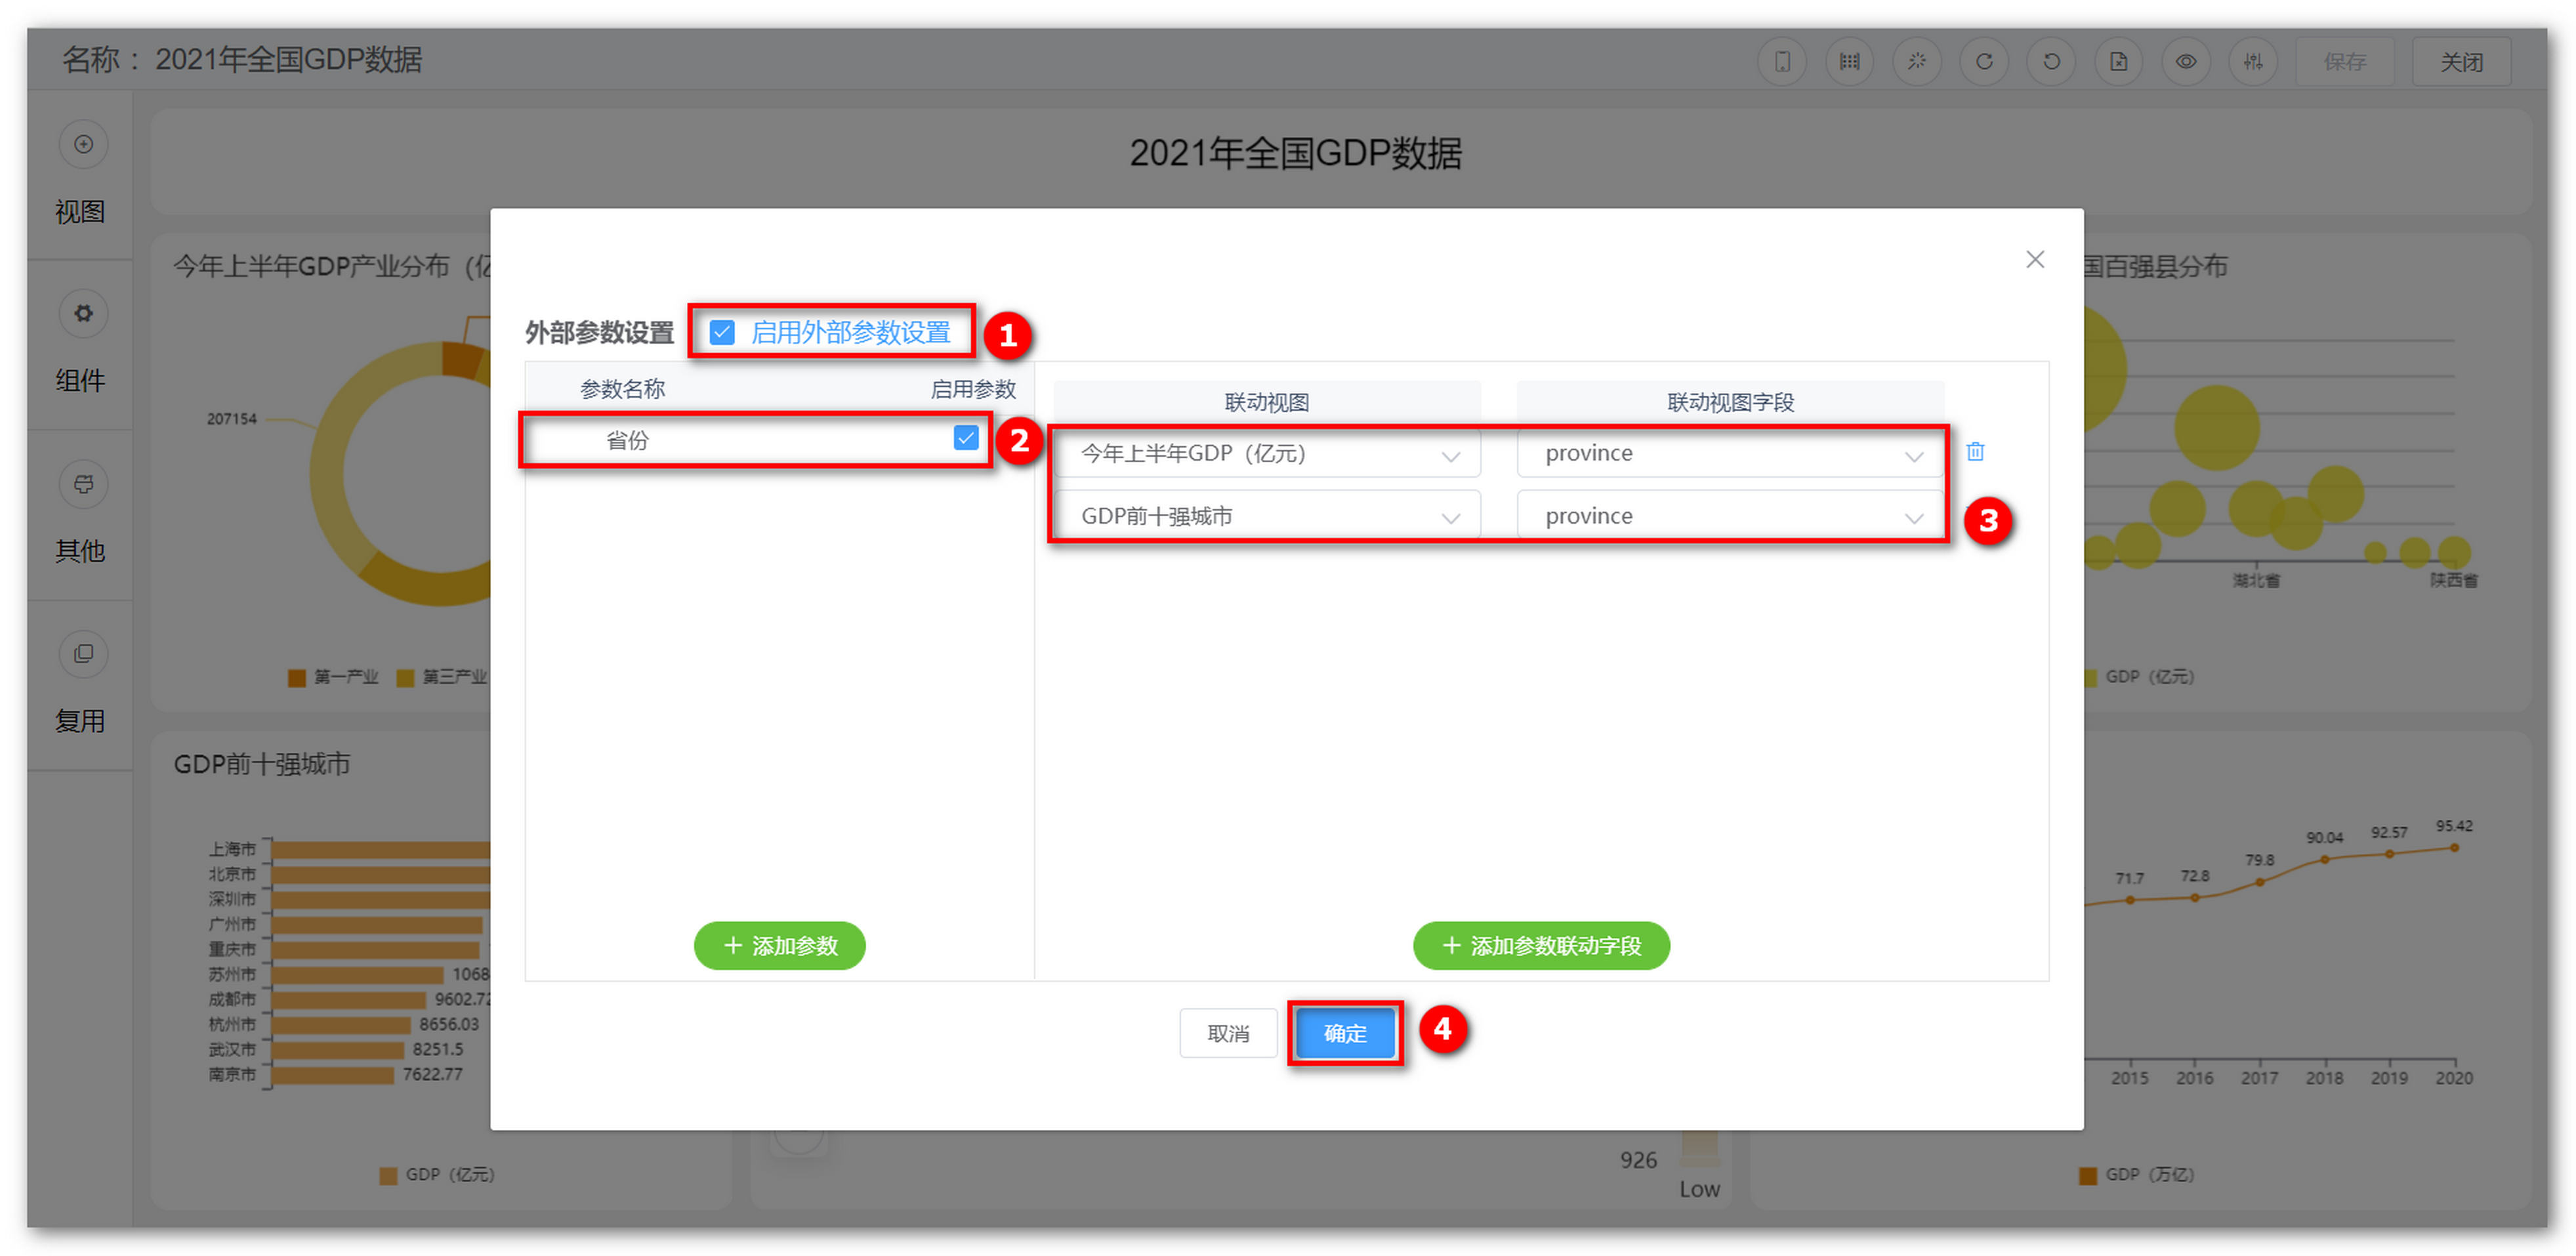 名称： 2021年全国GDP数据
保存
关闭
2021年全国GDP数据
视图
组件
其他
复用
今年上半年GDP产业分布（亿
207154
第一产业
第三产业
国百强县分布
湖北省
陕西省
GDP（亿元）
外部参数设置
启用外部参数设置
1
参数名称
启用参数
省份
2
联动视图
联动视图字段
今年上半年GDP（亿元）
province
GDP前十强城市
province
3
+ 添加参数
+ 添加参数联动字段
取消
确定
4
GDP前十强城市
上海市
北京市
深圳市
广州市
重庆市
苏州市 1068
成都市 9602.72
杭州市 8656.03
武汉市 8251.5
南京市 7622.77
GDP（亿元）
926
Low
71.7
72.8
79.8
90.04
92.57
95.42
2015
2016
2017
2018
2019
2020
GDP（万亿）